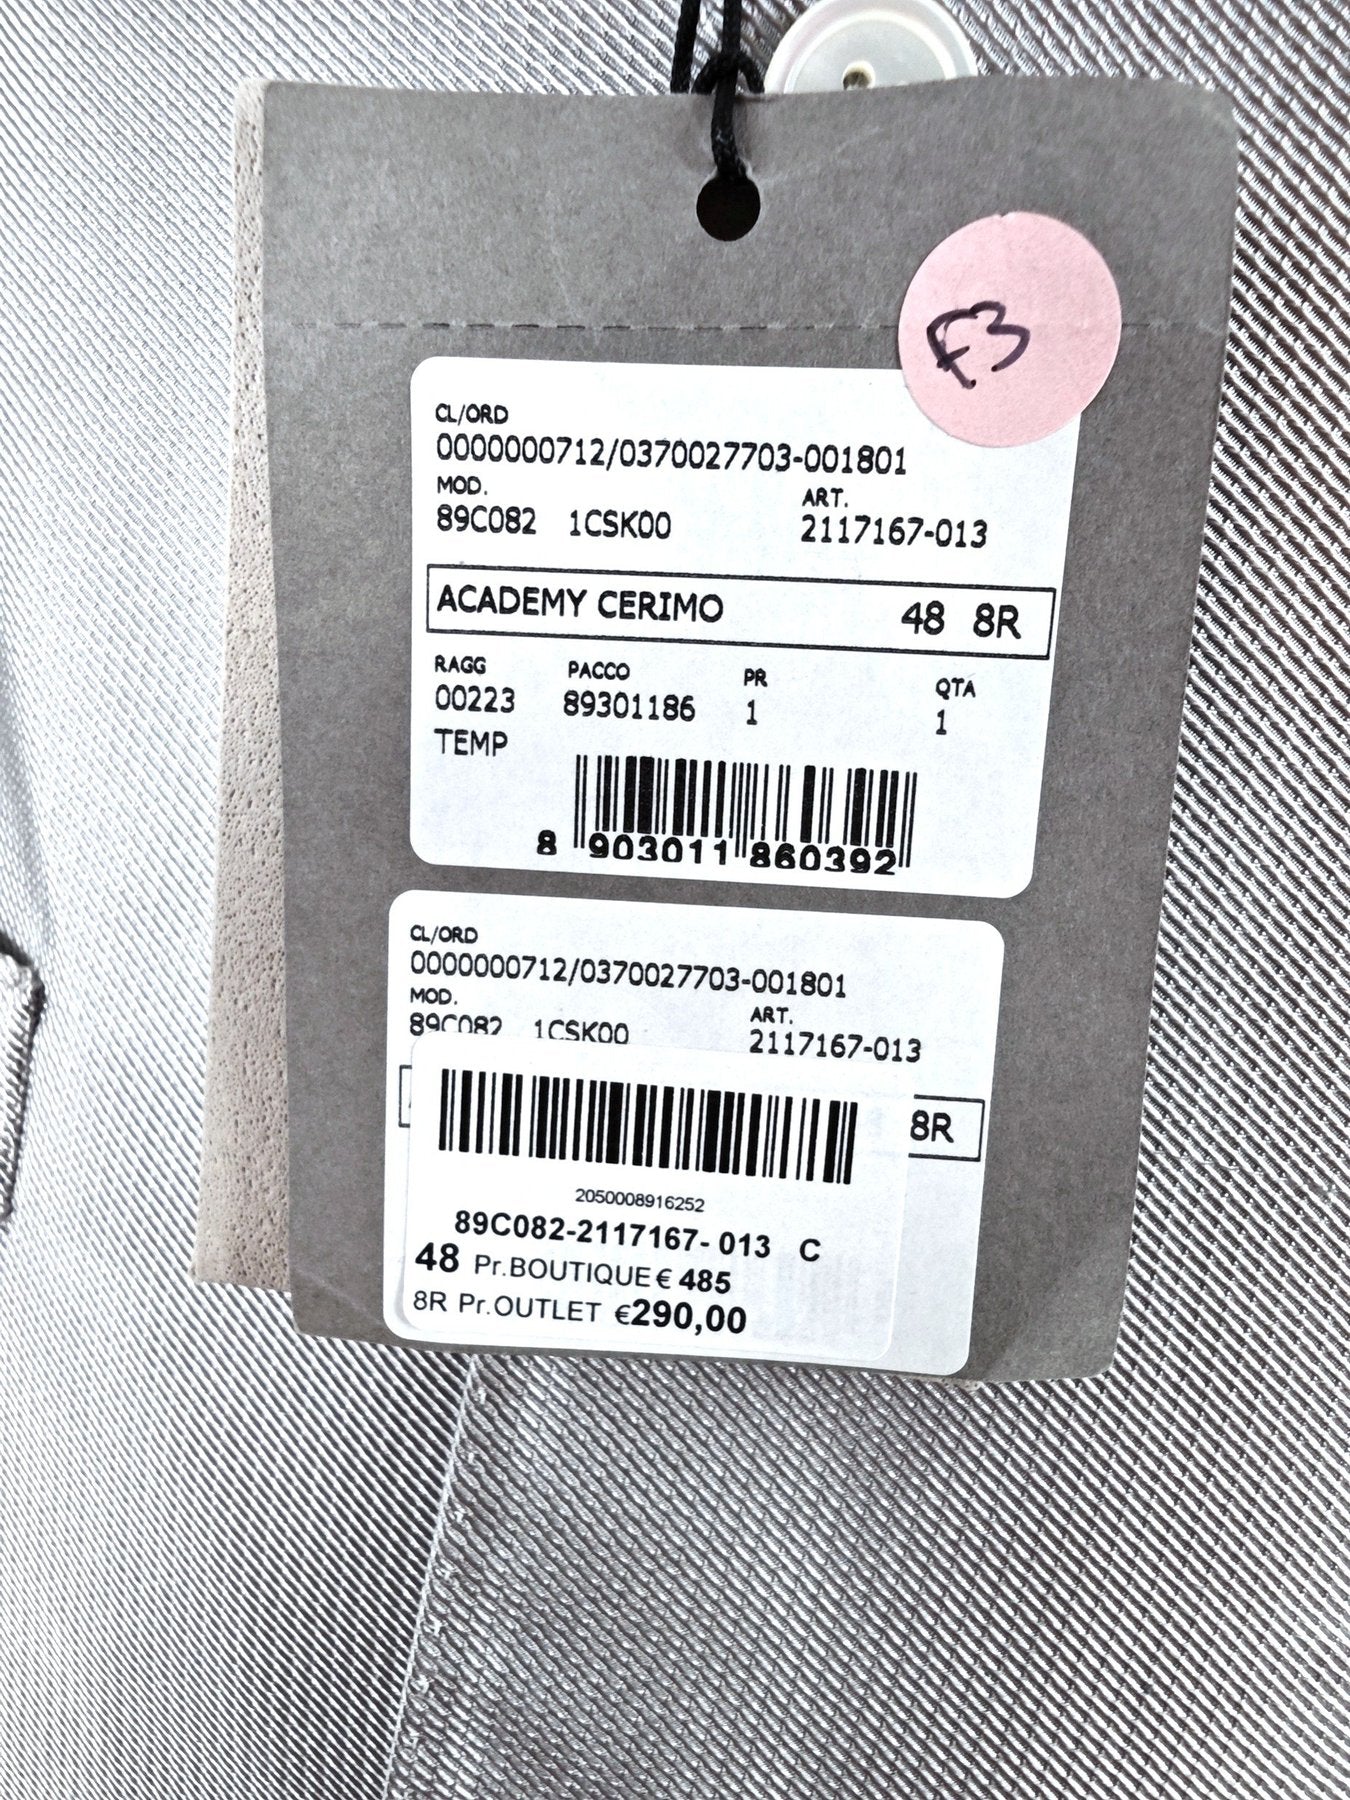 F3
CL/ORD
0000000712/0370027703-001801
MOD. ART.
89C082 1CSK00 2117167-013
ACADEMY CERIMO 48 8R
RAGG PACCO PR QTA
00223 89301186 1 1
TEMP
8 903011 860392
CL/ORD
0000000712/0370027703-001801
MOD. ART.
89C082 1CSK00 2117167-013
8R
2050008916252
89C082-2117167- 013 C
48 Pr.BOUTIQUE € 485
8R Pr.OUTLET €290,00